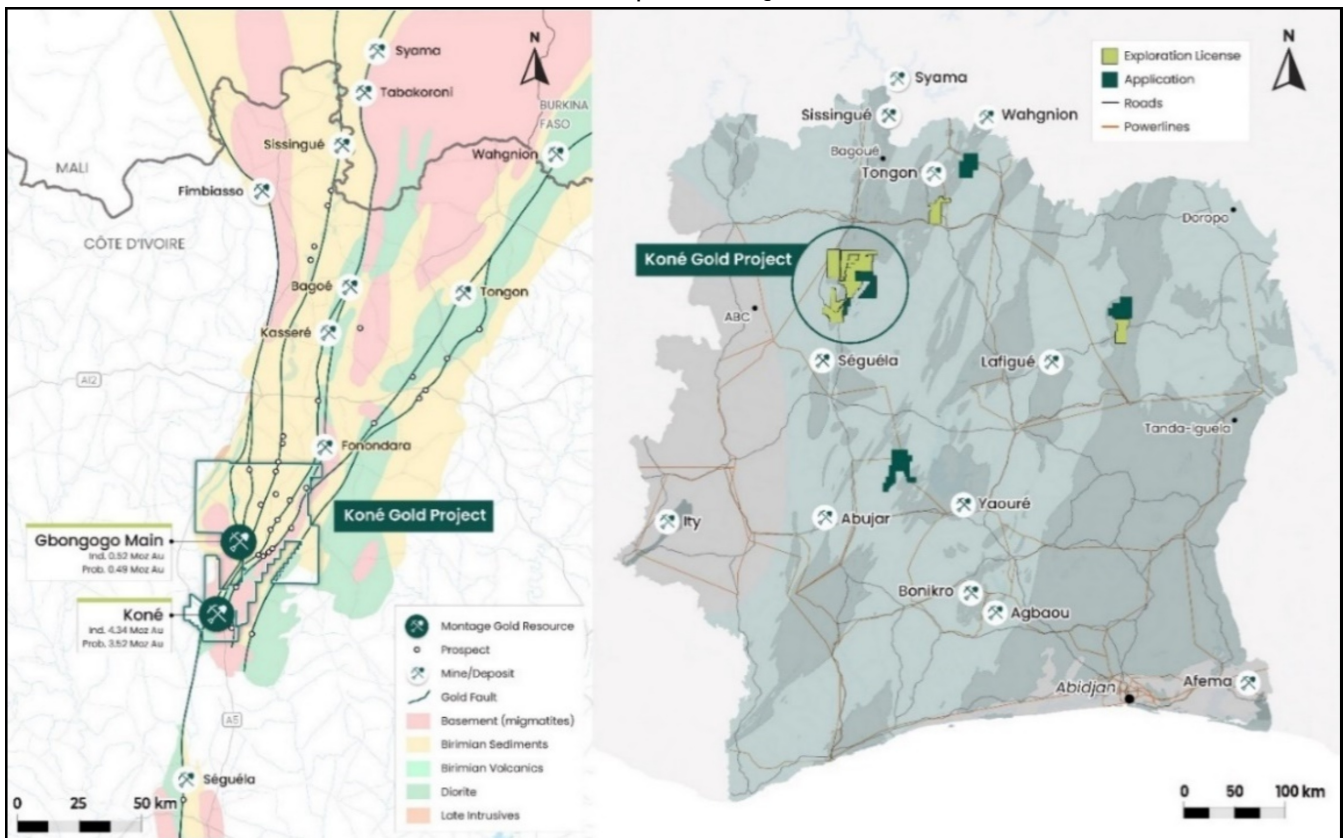 Syama
N
Tabakoroni
BURKINA
FASO
Sissingué
Wahgnion
MALI
Fimbiasso
CÔTE D'IVOIRE
Bagoé
Tongon
Kasseré
A12
Fonondara
Koné Gold Project
Gbongogo Main
Ind. 0.52 Moz Au
Prob. 0.49 Moz Au
Koné
Ind. 4.34 Moz Au
Prob. 3.52 Moz Au
A5
Séguéla
0 25 50 km
Montage Gold Resource
Prospect
Mine/Deposit
Gold Fault
Basement (migmatites)
Birimian Sediments
Birimian Volcanics
Diorite
Late Intrusives
N
Exploration License
Application
Roads
Powerlines
Syama
Sissingué
Wahgnion
Bagoué
Tongon
Doropo
Koné Gold Project
ABC
Séguéla
Lafigué
Tanda-Iguela
Yaouré
Ity
Abujar
Bonikro
Agbaou
Abidjan
Afema
0 50 100 km